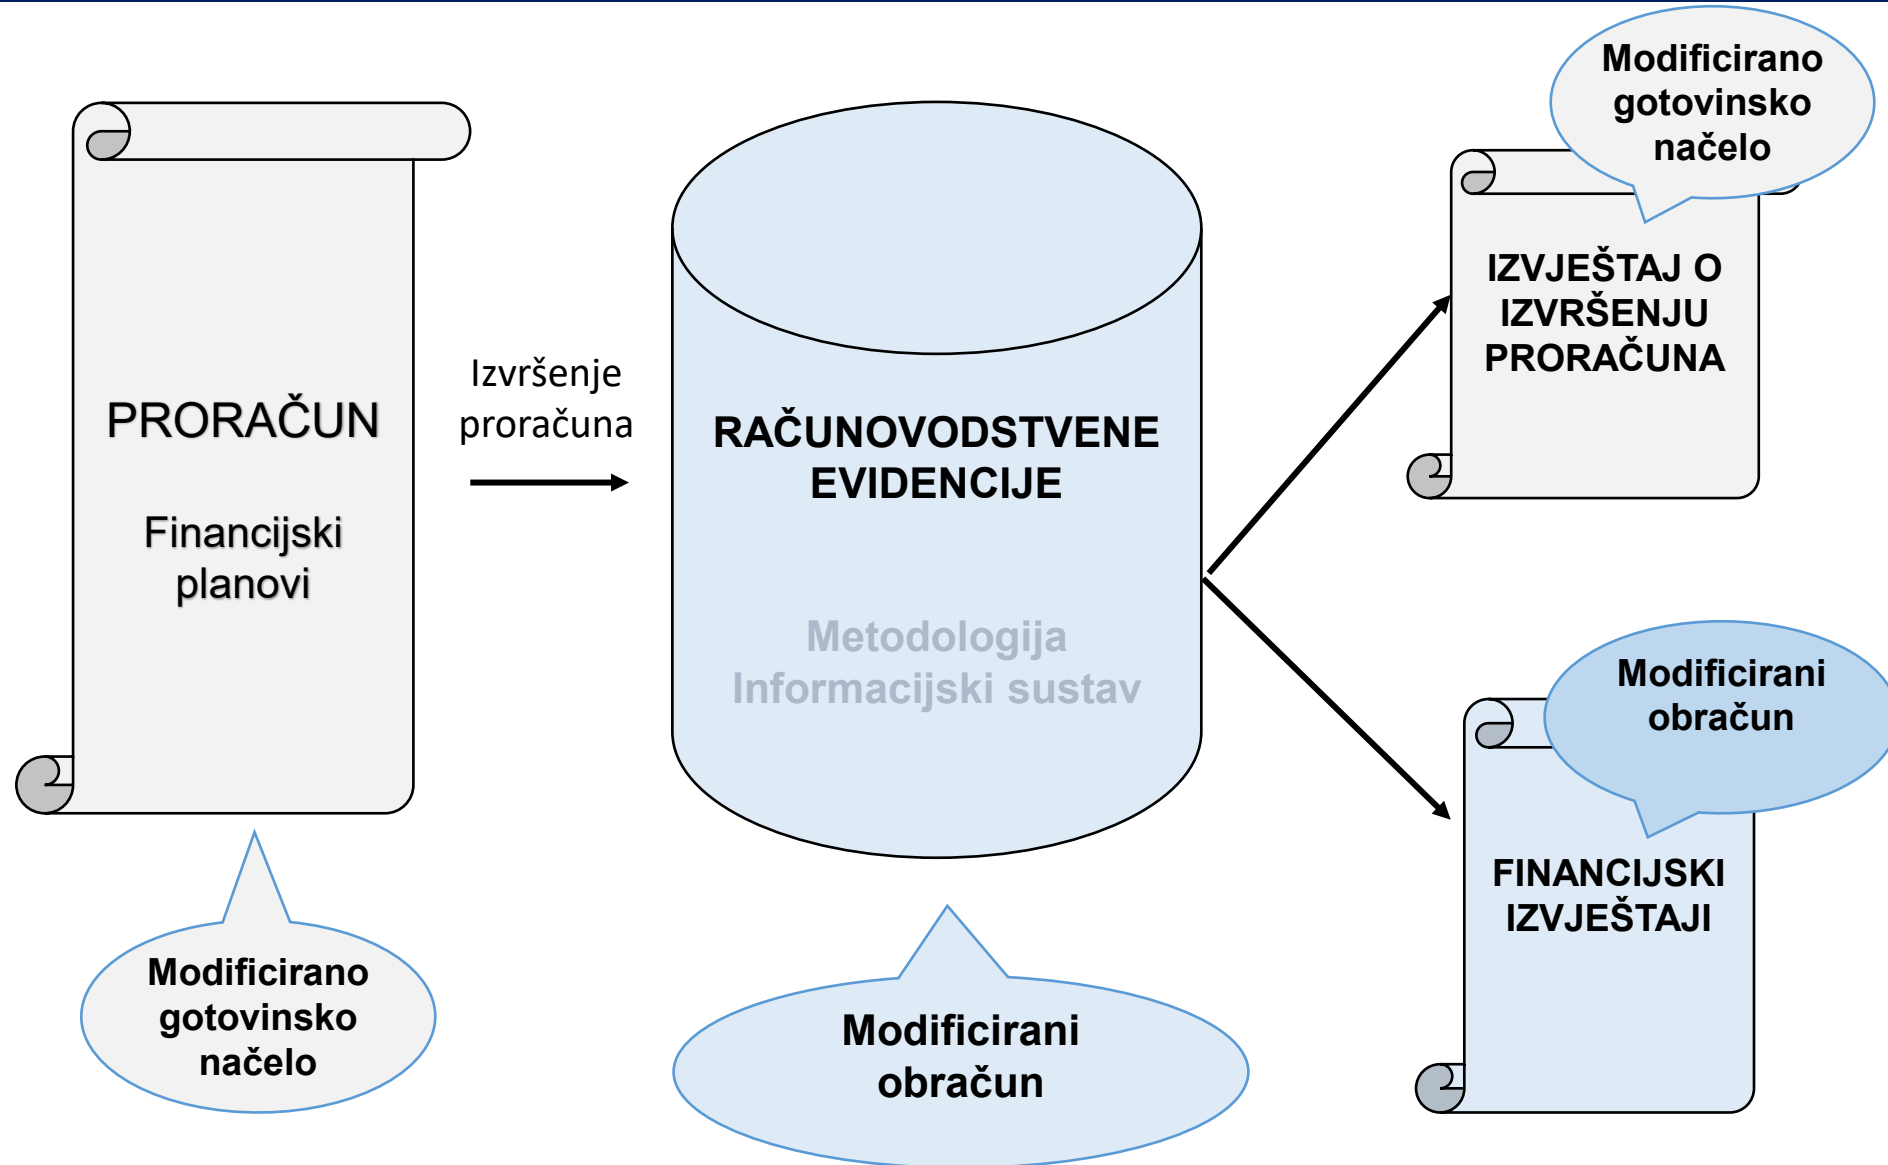 PRORAČUN
Financijski
planovi
Modificirano
gotovinsko
načelo
Izvršenje
proračuna
RAČUNOVODSTVENE
EVIDENCIJE
Metodologija
Informacijski sustav
Modificirani
obračun
Modificirano
gotovinsko
načelo
IZVJEŠTAJ O
IZVRŠENJU
PRORAČUNA
Modificirani
obračun
FINANCIJSKI
IZVJEŠTAJI